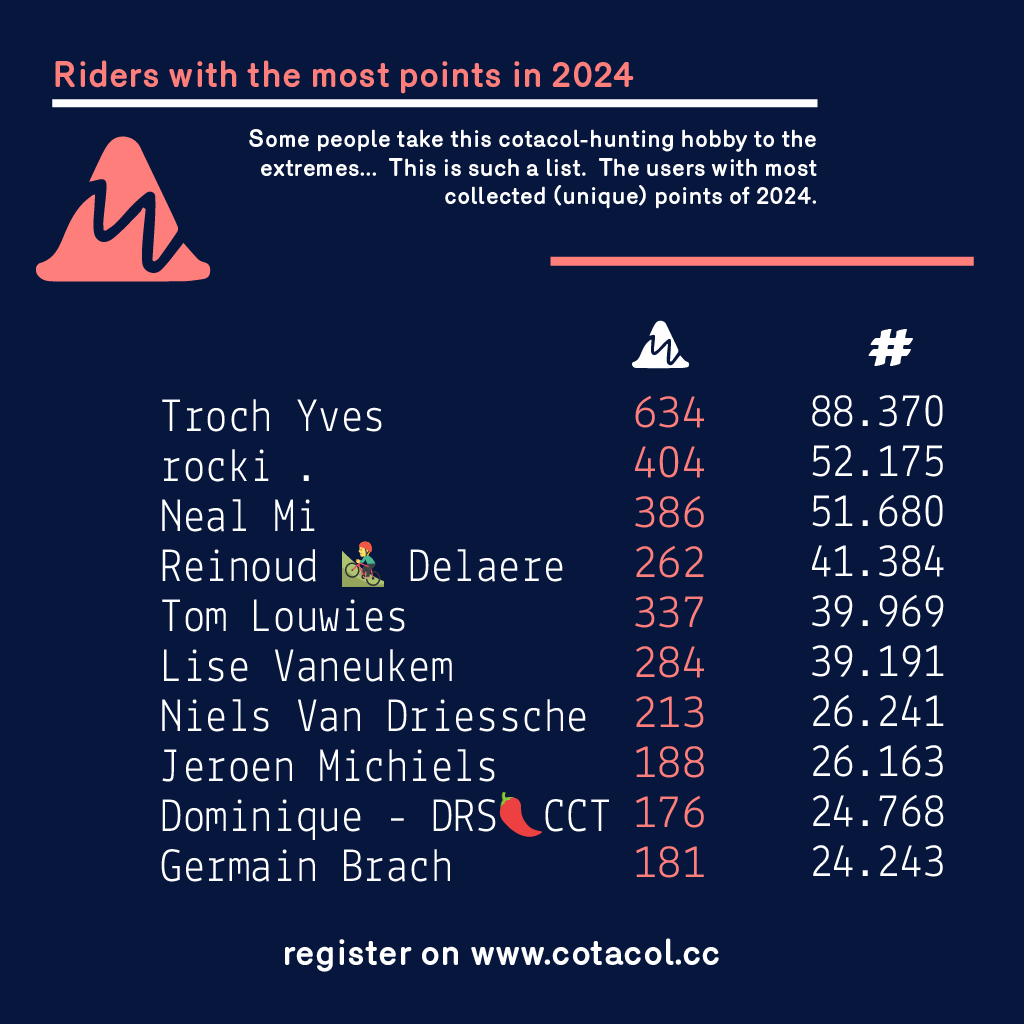 Riders with the most points in 2024
Some people take this cotacol-hunting hobby to the
extremes... This is such a list. The users with most
collected (unique) points of 2024.
#
Troch Yves 634 88.370
rocki . 404 52.175
Neal Mi 386 51.680
Reinoud 🚵‍♂️ Delaere 262 41.384
Tom Louwies 337 39.969
Lise Vaneukem 284 39.191
Niels Van Driessche 213 26.241
Jeroen Michiels 188 26.163
Dominique - DRS🌶️CCT 176 24.768
Germain Brach 181 24.243
register on www.cotacol.cc